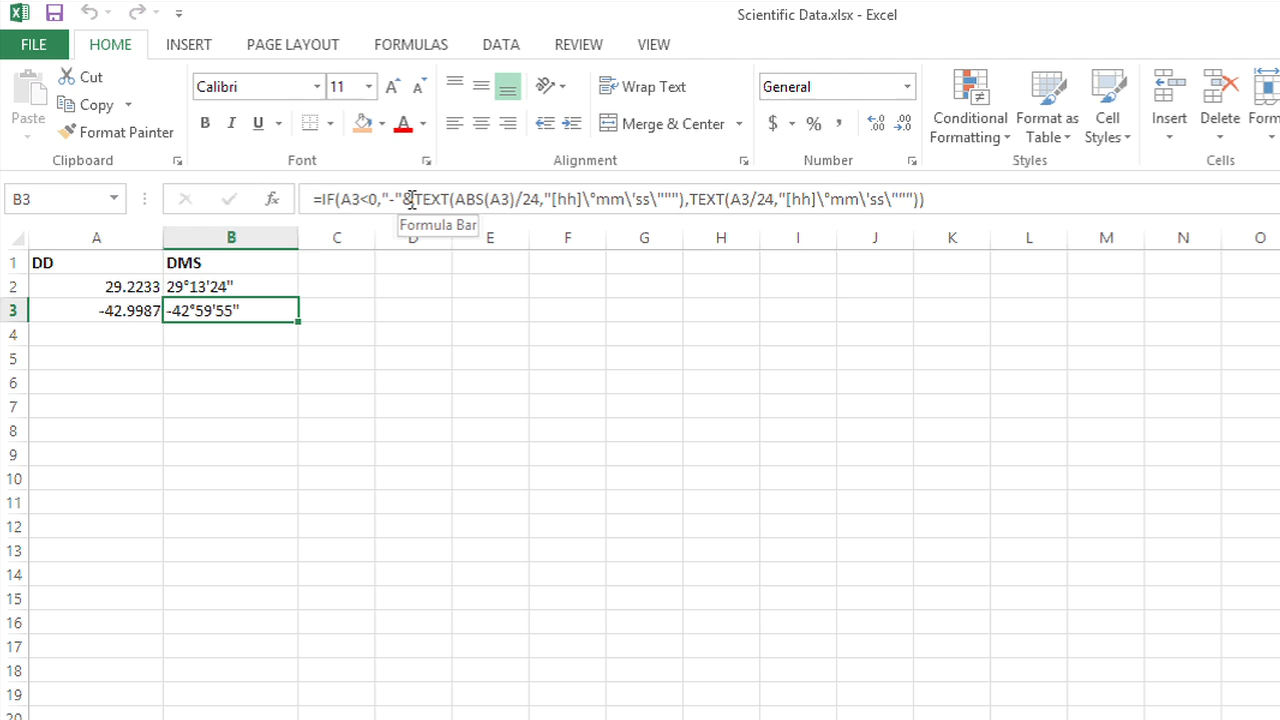 Scientific Data.xlsx - Excel
FILE HOME INSERT PAGE LAYOUT FORMULAS DATA REVIEW VIEW
Paste Cut Copy Format Painter
Clipboard
Calibri 11 A A
B I U A
Font
Wrap Text
Merge & Center
Alignment
General
$ % ,
.00 .0
Number
Conditional Formatting
Format as Table
Cell Styles
Styles
Insert Delete Form
Cells
B3 fx =IF(A3<0,"-"&TEXT(ABS(A3)/24,"[hh]\°mm\'ss\"""),TEXT(A3/24,"[hh]\°mm\'ss\"""))
Formula Bar
A B C D E F G H I J K L M N O
1 DD DMS
2 29.2233 29°13'24"
3 -42.9987 -42°59'55"
4
5
6
7
8
9
10
11
12
13
14
15
16
17
18
19
20